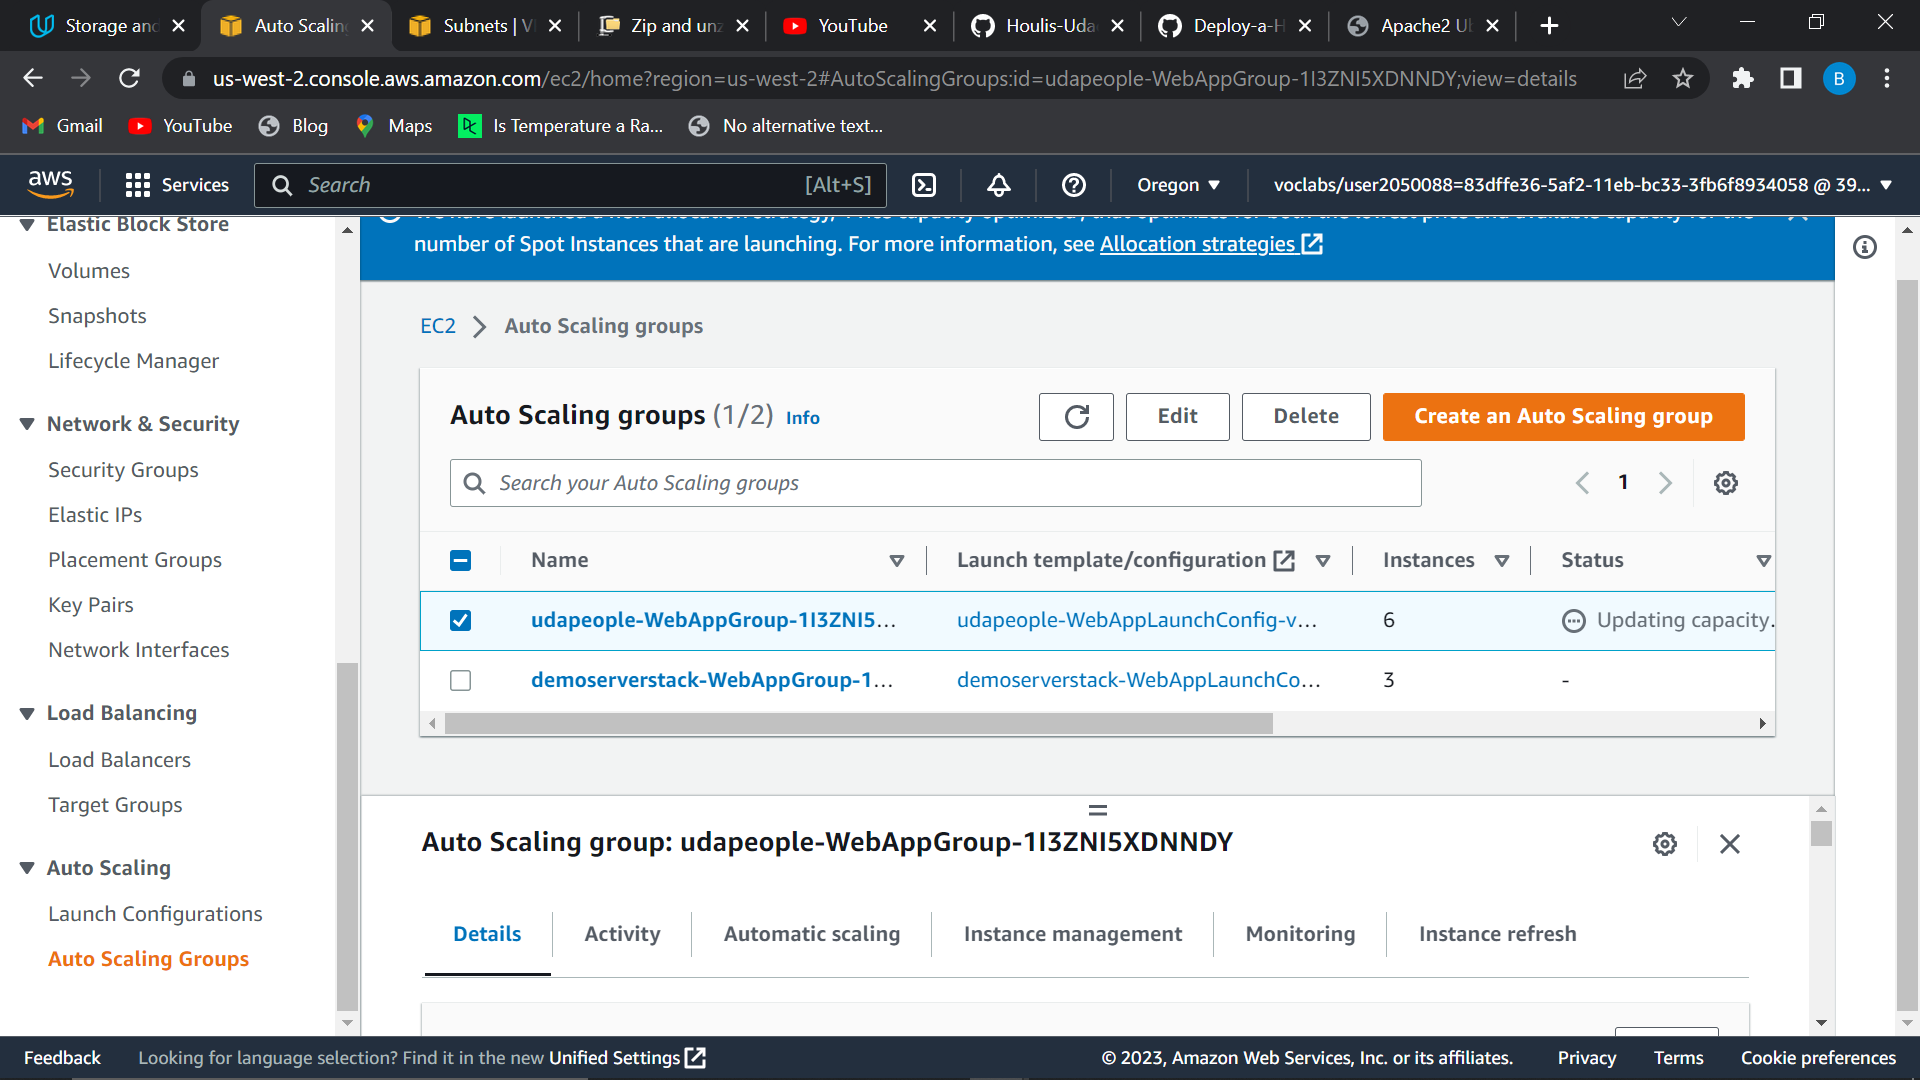 Storage and
Auto Scaling
Subnets | V
Zip and unz
YouTube
Houlis-Uda
Deploy-a-H
Apache2 Ub
us-west-2.console.aws.amazon.com/ec2/home?region=us-west-2#AutoScalingGroups:id=udapeople-WebAppGroup-1I3ZNI5XDNNDY;view=details
B
Gmail
YouTube
Blog
Maps
Is Temperature a Ra...
No alternative text...
aws
Services
Search
[Alt+S]
Oregon
voclabs/user2050088=83dffe36-5af2-11eb-bc33-3fb6f8934058 @ 39...
Elastic Block Store
Volumes
Snapshots
Lifecycle Manager
Network & Security
Security Groups
Elastic IPs
Placement Groups
Key Pairs
Network Interfaces
Load Balancing
Load Balancers
Target Groups
Auto Scaling
Launch Configurations
Auto Scaling Groups
number of Spot Instances that are launching. For more information, see Allocation strategies
EC2 > Auto Scaling groups
Auto Scaling groups (1/2) Info
Edit
Delete
Create an Auto Scaling group
Search your Auto Scaling groups
1
Name
Launch template/configuration
Instances
Status
udapeople-WebAppGroup-1I3ZNI5...
udapeople-WebAppLaunchConfig-v...
6
Updating capacity.
demoserverstack-WebAppGroup-1...
demoserverstack-WebAppLaunchCo...
3
-
Auto Scaling group: udapeople-WebAppGroup-1I3ZNI5XDNNDY
Details
Activity
Automatic scaling
Instance management
Monitoring
Instance refresh
Feedback
Looking for language selection? Find it in the new Unified Settings
© 2023, Amazon Web Services, Inc. or its affiliates.
Privacy
Terms
Cookie preferences